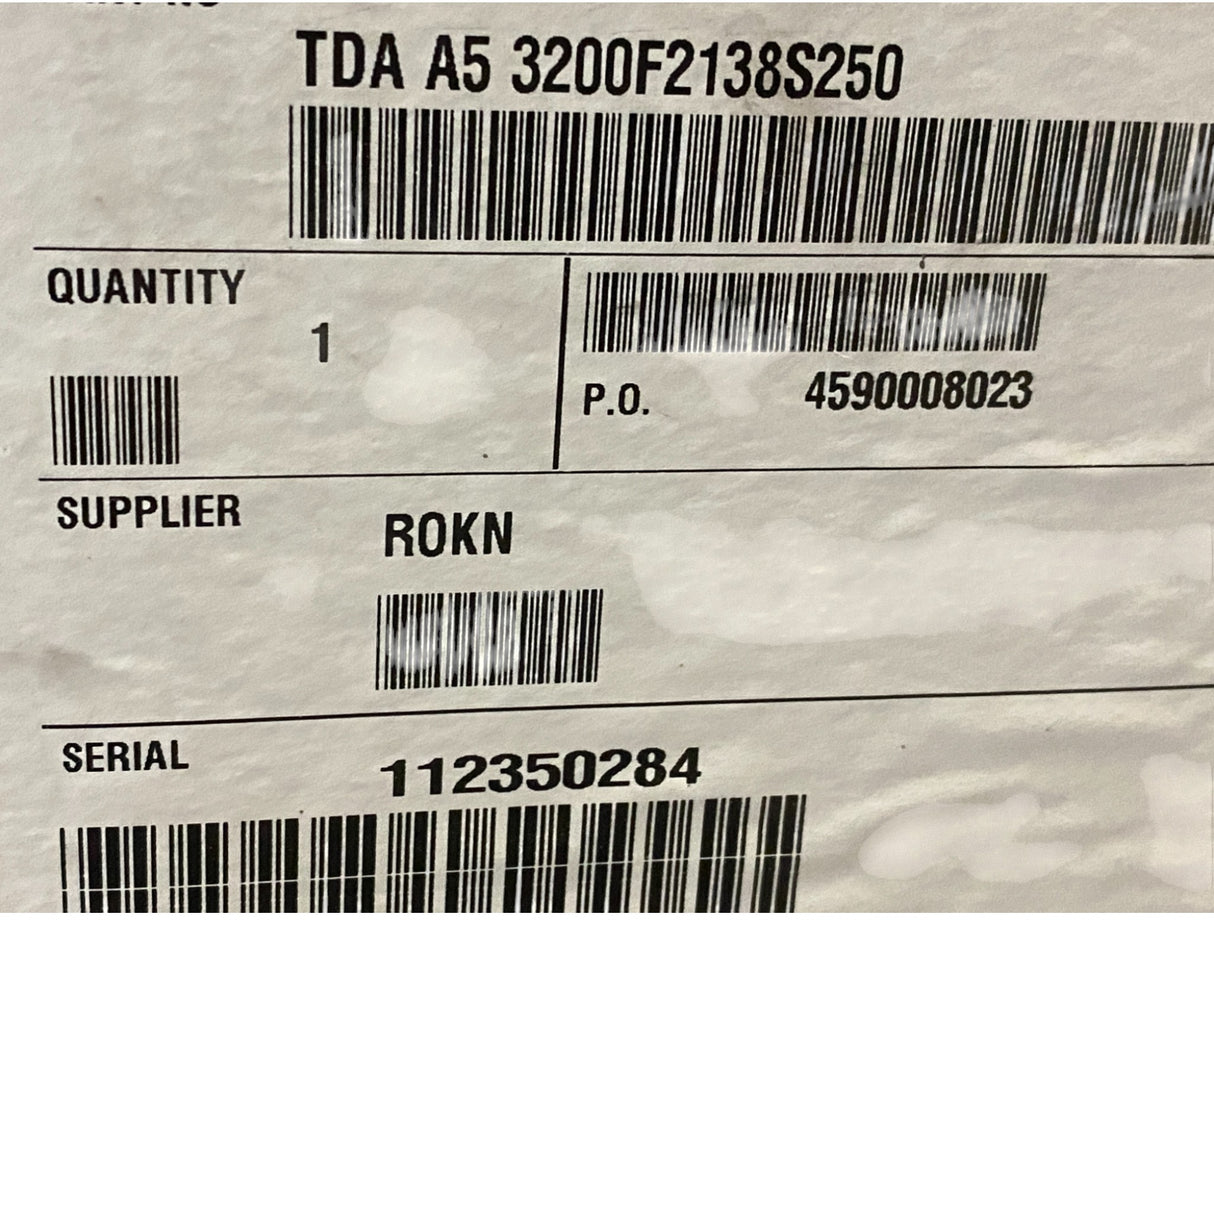 TDA A5 3200F2138S250
QUANTITY
1
P.O. 4590008023
SUPPLIER
ROKN
SERIAL
112350284